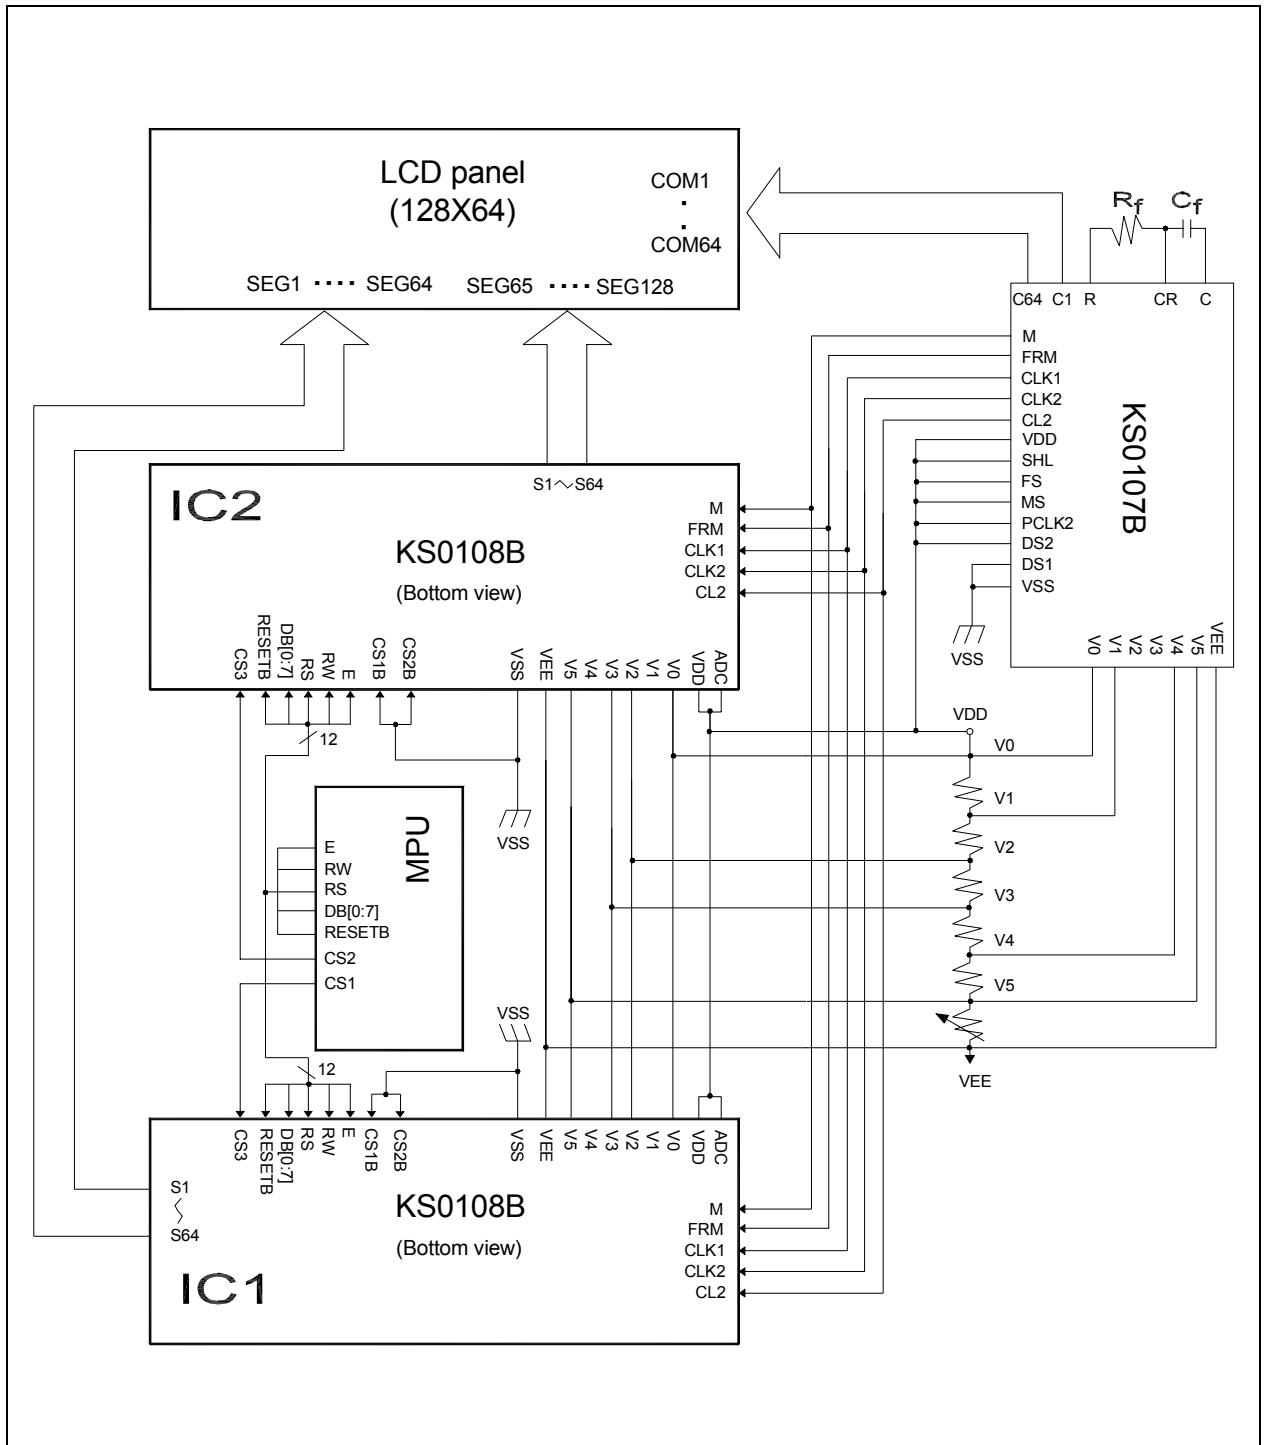 LCD panel
(128X64)
COM1
COM64
SEG1 ···· SEG64 SEG65 ···· SEG128
Rf Cf
C64 C1 R CR C
M
FRM
CLK1
CLK2
CL2
VDD
SHL
FS
MS
PCLK2
DS2
DS1
VSS
KS0107B
V0 V1 V2 V3 V4 V5 VEE
VSS
IC2
S1～S64
KS0108B
(Bottom view)
M
FRM
CLK1
CLK2
CL2
CS3 RESETB DB[0:7] RS RW E CS1B CS2B VSS VEE V5 V4 V3 V2 V1 V0 VDD ADC
12
VSS
MPU
E
RW
RS
DB[0:7]
RESETB
CS2
CS1
VDD
V0
V1
V2
V3
V4
V5
VEE
VSS
12
CS3 RESETB DB[0:7] RS RW E CS1B CS2B VSS VEE V5 V4 V3 V2 V1 V0 VDD ADC
S1
～
S64
KS0108B
(Bottom view)
IC1
M
FRM
CLK1
CLK2
CL2